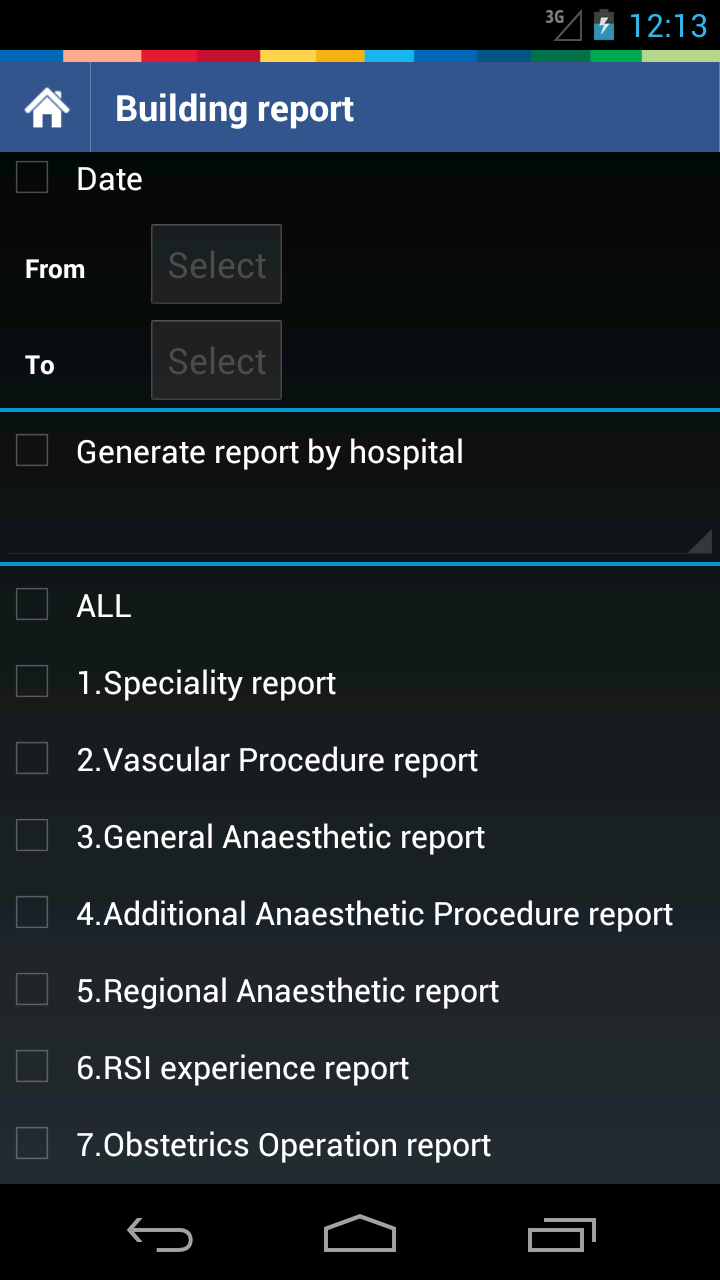 3G 12:13
Building report
Date
From Select
To Select
Generate report by hospital
ALL
1.Speciality report
2.Vascular Procedure report
3.General Anaesthetic report
4.Additional Anaesthetic Procedure report
5.Regional Anaesthetic report
6.RSI experience report
7.Obstetrics Operation report